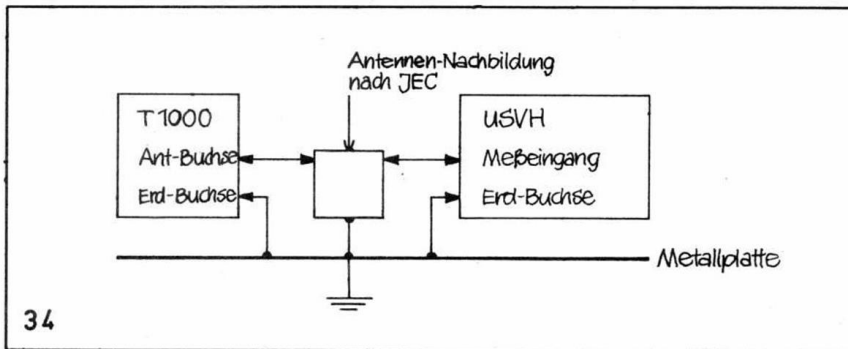 Antennen-Nachbildung
nach JEC
T1000
Ant-Buchse
Erd-Buchse
USVH
Meßeingang
Erd-Buchse
Metallplatte
34